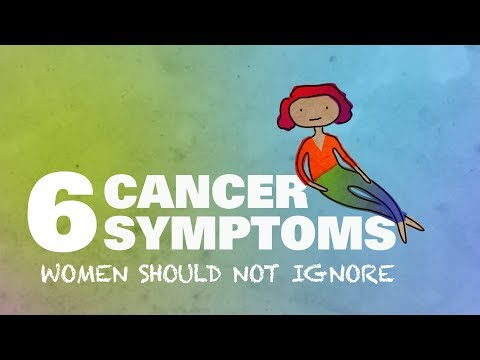 6 CANCER
SYMPTOMS
WOMEN SHOULD NOT IGNORE